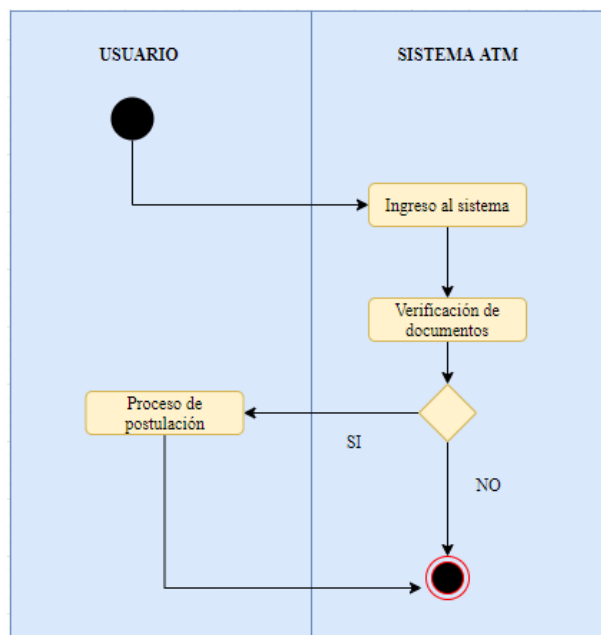 USUARIO
SISTEMA ATM
Ingreso al sistema
Verificación de
documentos
Proceso de
postulación
SI
NO